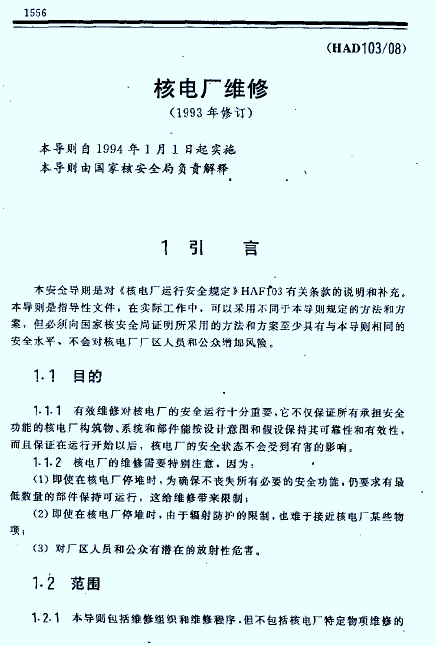 1556
(HAD103/08)
核电厂维修
(1993年修订)
本导则自1994年1月1日起实施
本导则由国家核安全局负责解释
1 引 言
本安全导则是对《核电厂运行安全规定》HAF103有关条款的说明和补充。
本导则是指导性文件，在实际工作中，可以采用不同于本导则规定的方法和方
案，但必须向国家核安全局证明所采用的方法和方案至少具有与本导则相同的
安全水平、不会对核电厂厂区人员和公众增加风险。
1.1 目的
1.1.1 有效维修对核电厂的安全运行十分重要，它不仅保证所有承担安全
功能的核电厂构筑物、系统和部件能按设计意图和假设保持其可靠性和有效性，
而且保证在运行开始以后，核电厂的安全状态不会受到有害的影响。
1.1.2 核电厂的维修需要特别注意，因为：
(1)即使在核电厂停堆时，为确保不丧失所有必要的安全功能，仍要求有最
低数量的部件保持可运行，这给维修带来限制；
(2)即使在核电厂停堆时，由于辐射防护的限制，也难于接近核电厂某些物
项；
(3) 对厂区人员和公众有潜在的放射性危害。
1.2 范围
1.2.1 本导则包括维修组织和维修程序，但不包括核电厂特定物项维修的